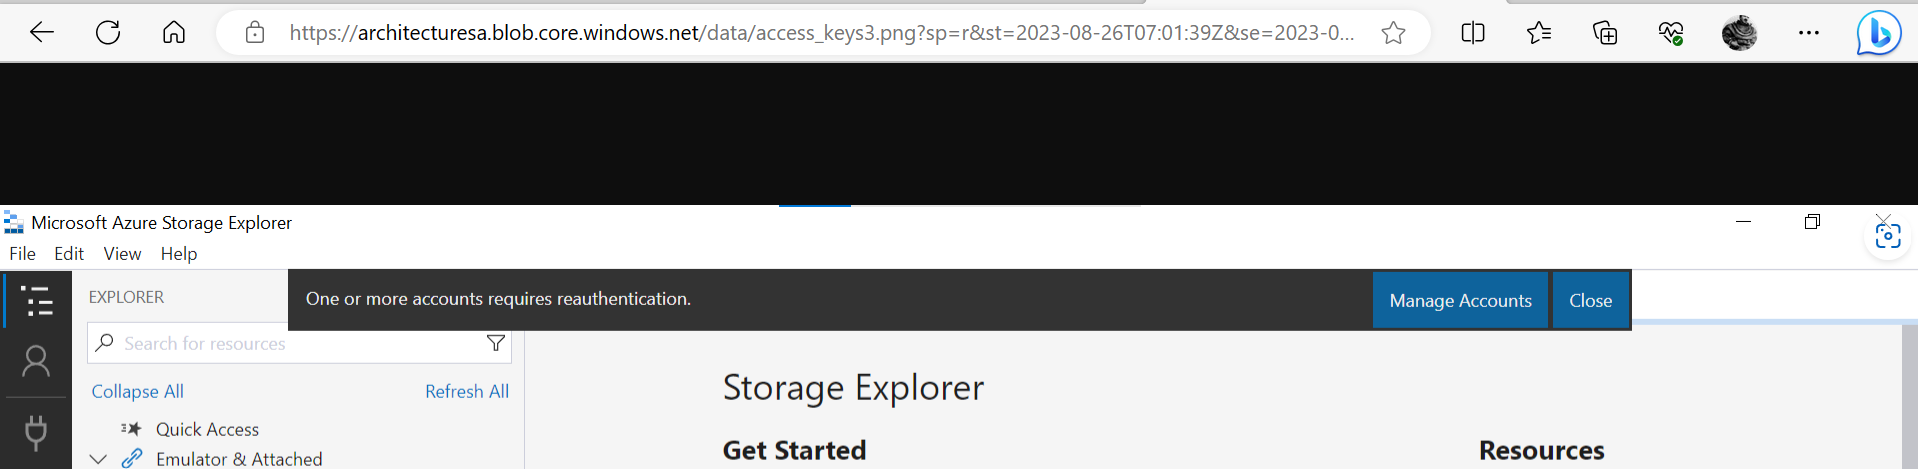 https://architecturesa.blob.core.windows.net/data/access_keys3.png?sp=r&st=2023-08-26T07:01:39Z&se=2023-0...
Microsoft Azure Storage Explorer
File Edit View Help
EXPLORER
One or more accounts requires reauthentication.
Manage Accounts
Close
Search for resources
Collapse All
Refresh All
Quick Access
Emulator & Attached
Storage Explorer
Get Started
Resources